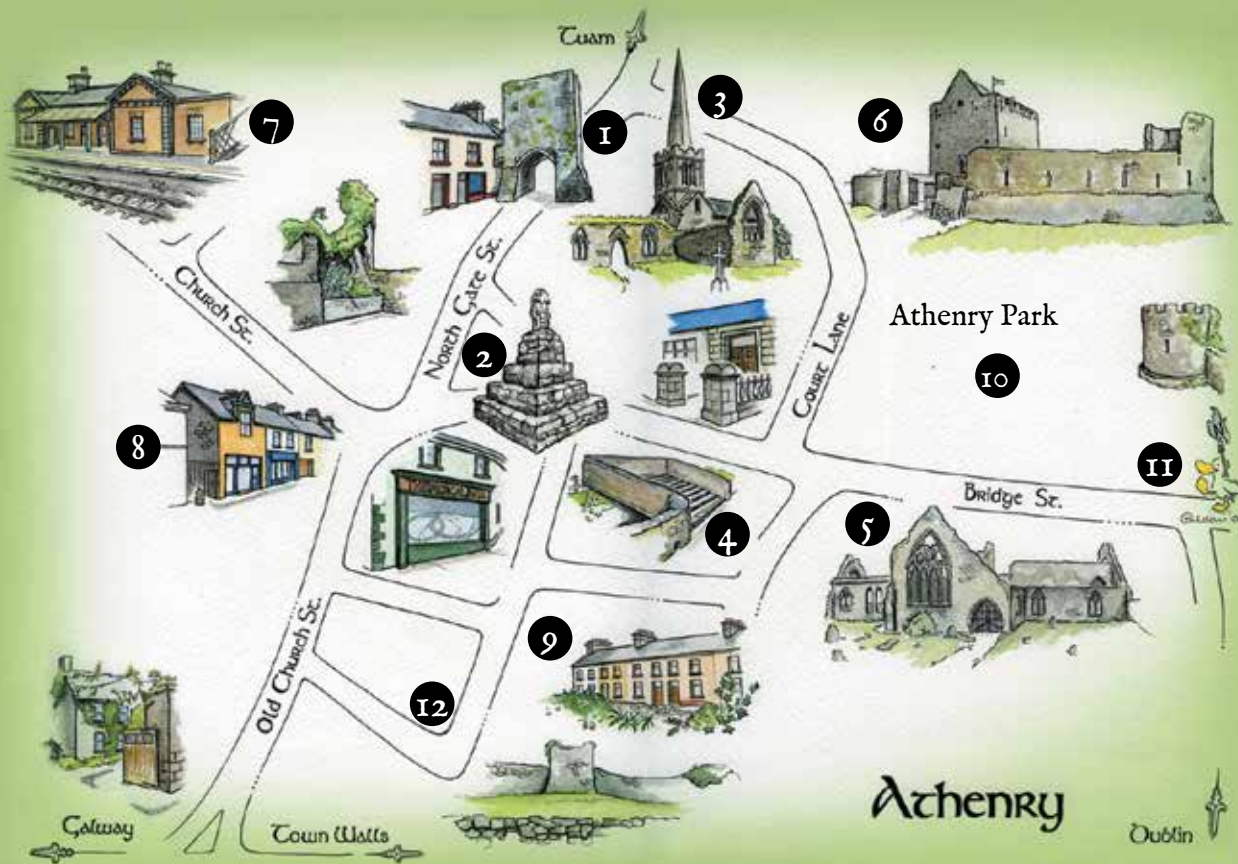 Tuam
7
1
3
6
Church St.
North Gate St.
2
Court Lane
Athenry Park
10
8
11
Bridge St.
4
5
9
Old Church St.
12
Athenry
Galway
Town Walls
Dublin